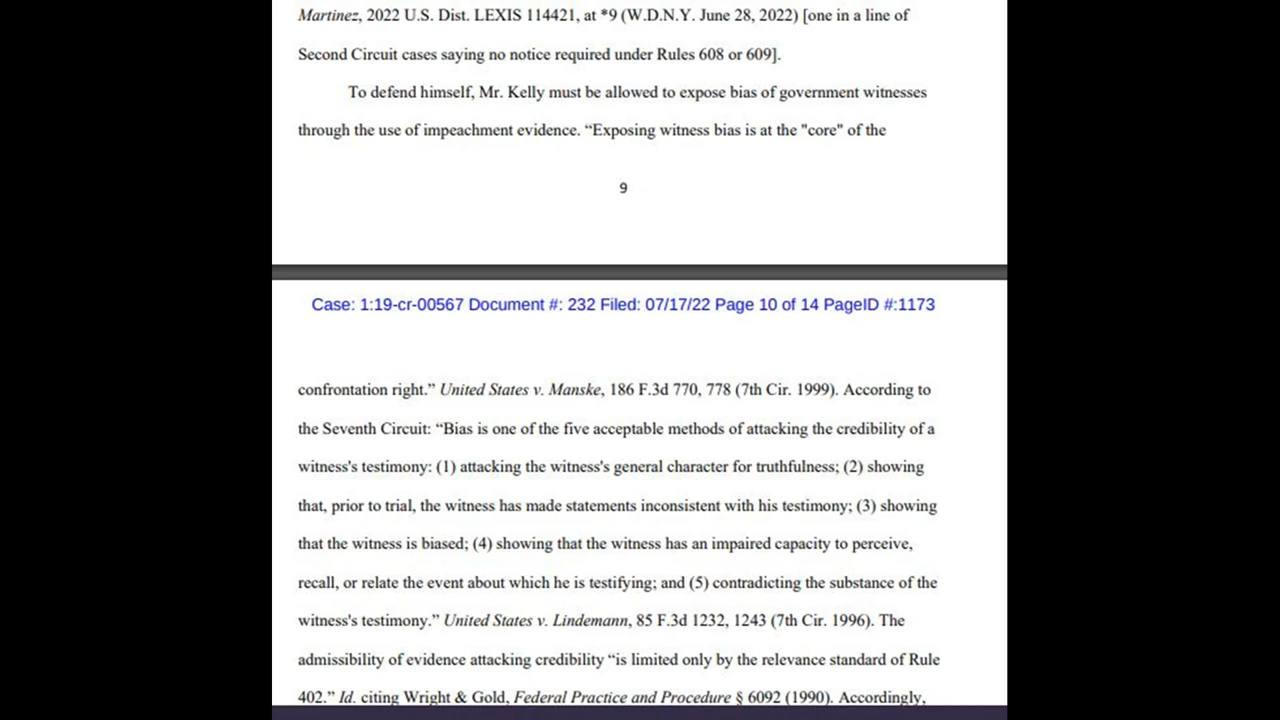 Martinez, 2022 U.S. Dist. LEXIS 114421, at *9 (W.D.N.Y. June 28, 2022) [one in a line of
Second Circuit cases saying no notice required under Rules 608 or 609].
To defend himself, Mr. Kelly must be allowed to expose bias of government witnesses
through the use of impeachment evidence. “Exposing witness bias is at the "core" of the
9
Case: 1:19-cr-00567 Document #: 232 Filed: 07/17/22 Page 10 of 14 PageID #:1173
confrontation right.” United States v. Manske, 186 F.3d 770, 778 (7th Cir. 1999). According to
the Seventh Circuit: “Bias is one of the five acceptable methods of attacking the credibility of a
witness's testimony: (1) attacking the witness's general character for truthfulness; (2) showing
that, prior to trial, the witness has made statements inconsistent with his testimony; (3) showing
that the witness is biased; (4) showing that the witness has an impaired capacity to perceive,
recall, or relate the event about which he is testifying; and (5) contradicting the substance of the
witness's testimony.” United States v. Lindemann, 85 F.3d 1232, 1243 (7th Cir. 1996). The
admissibility of evidence attacking credibility “is limited only by the relevance standard of Rule
402.” Id. citing Wright & Gold, Federal Practice and Procedure § 6092 (1990). Accordingly,